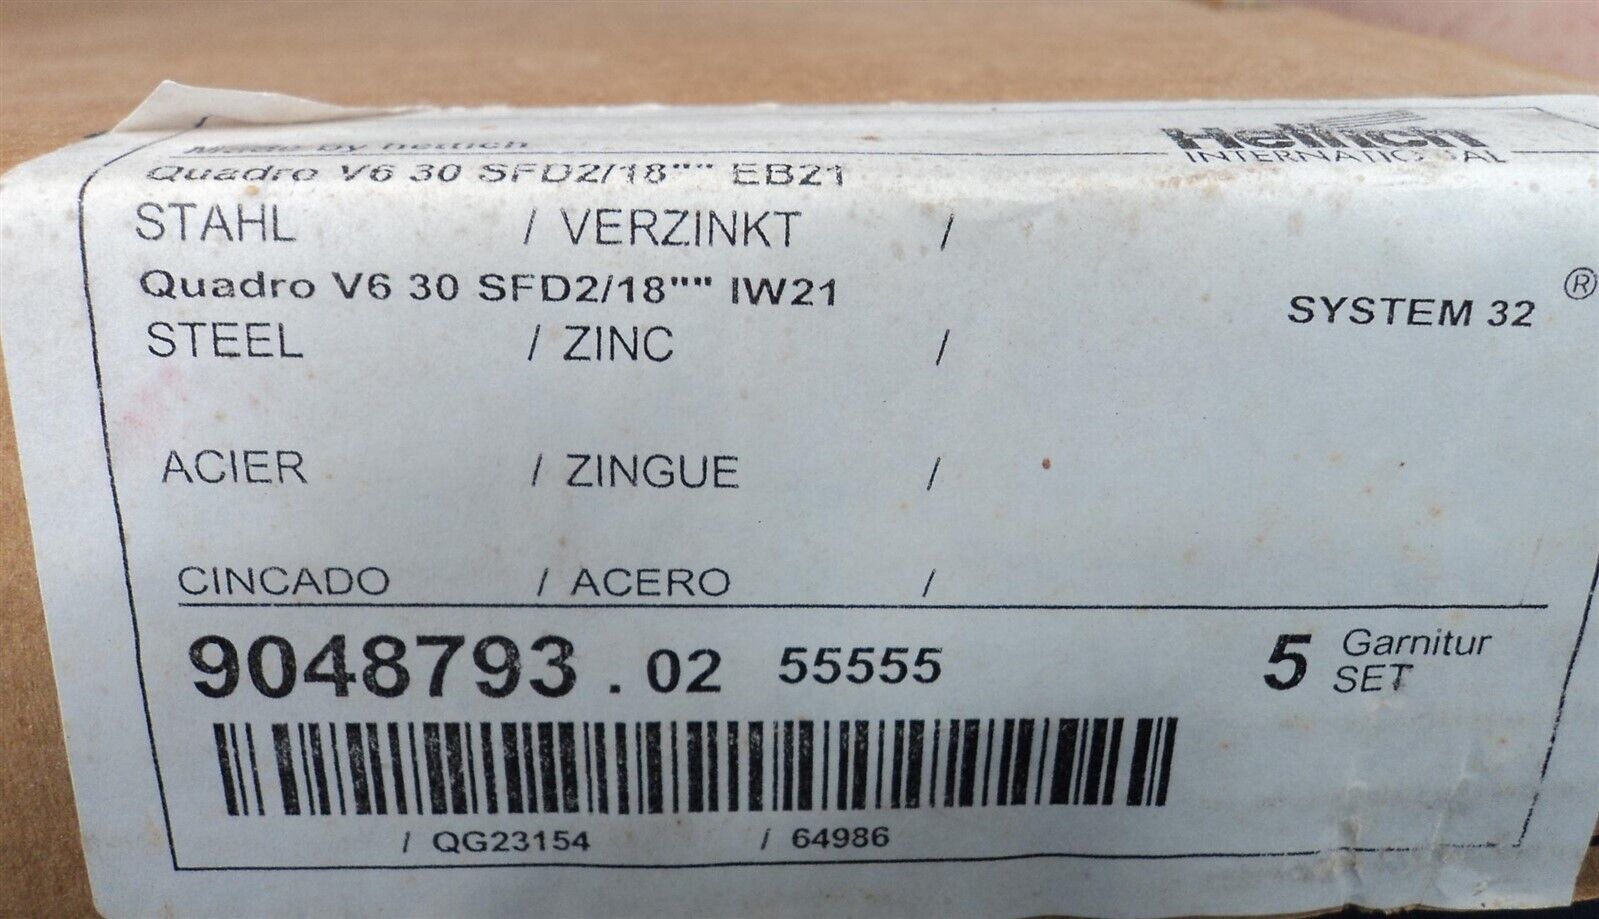 Made by hettich
Hettich
INTERNATIONAL
Quadro V6 30 SFD2/18"" EB21
STAHL / VERZINKT /
Quadro V6 30 SFD2/18"" IW21
SYSTEM 32 ®
STEEL / ZINC /
ACIER / ZINGUE /
CINCADO / ACERO /
9048793 . 02 55555
5 Garnitur
SET
/ QG23154 / 64986